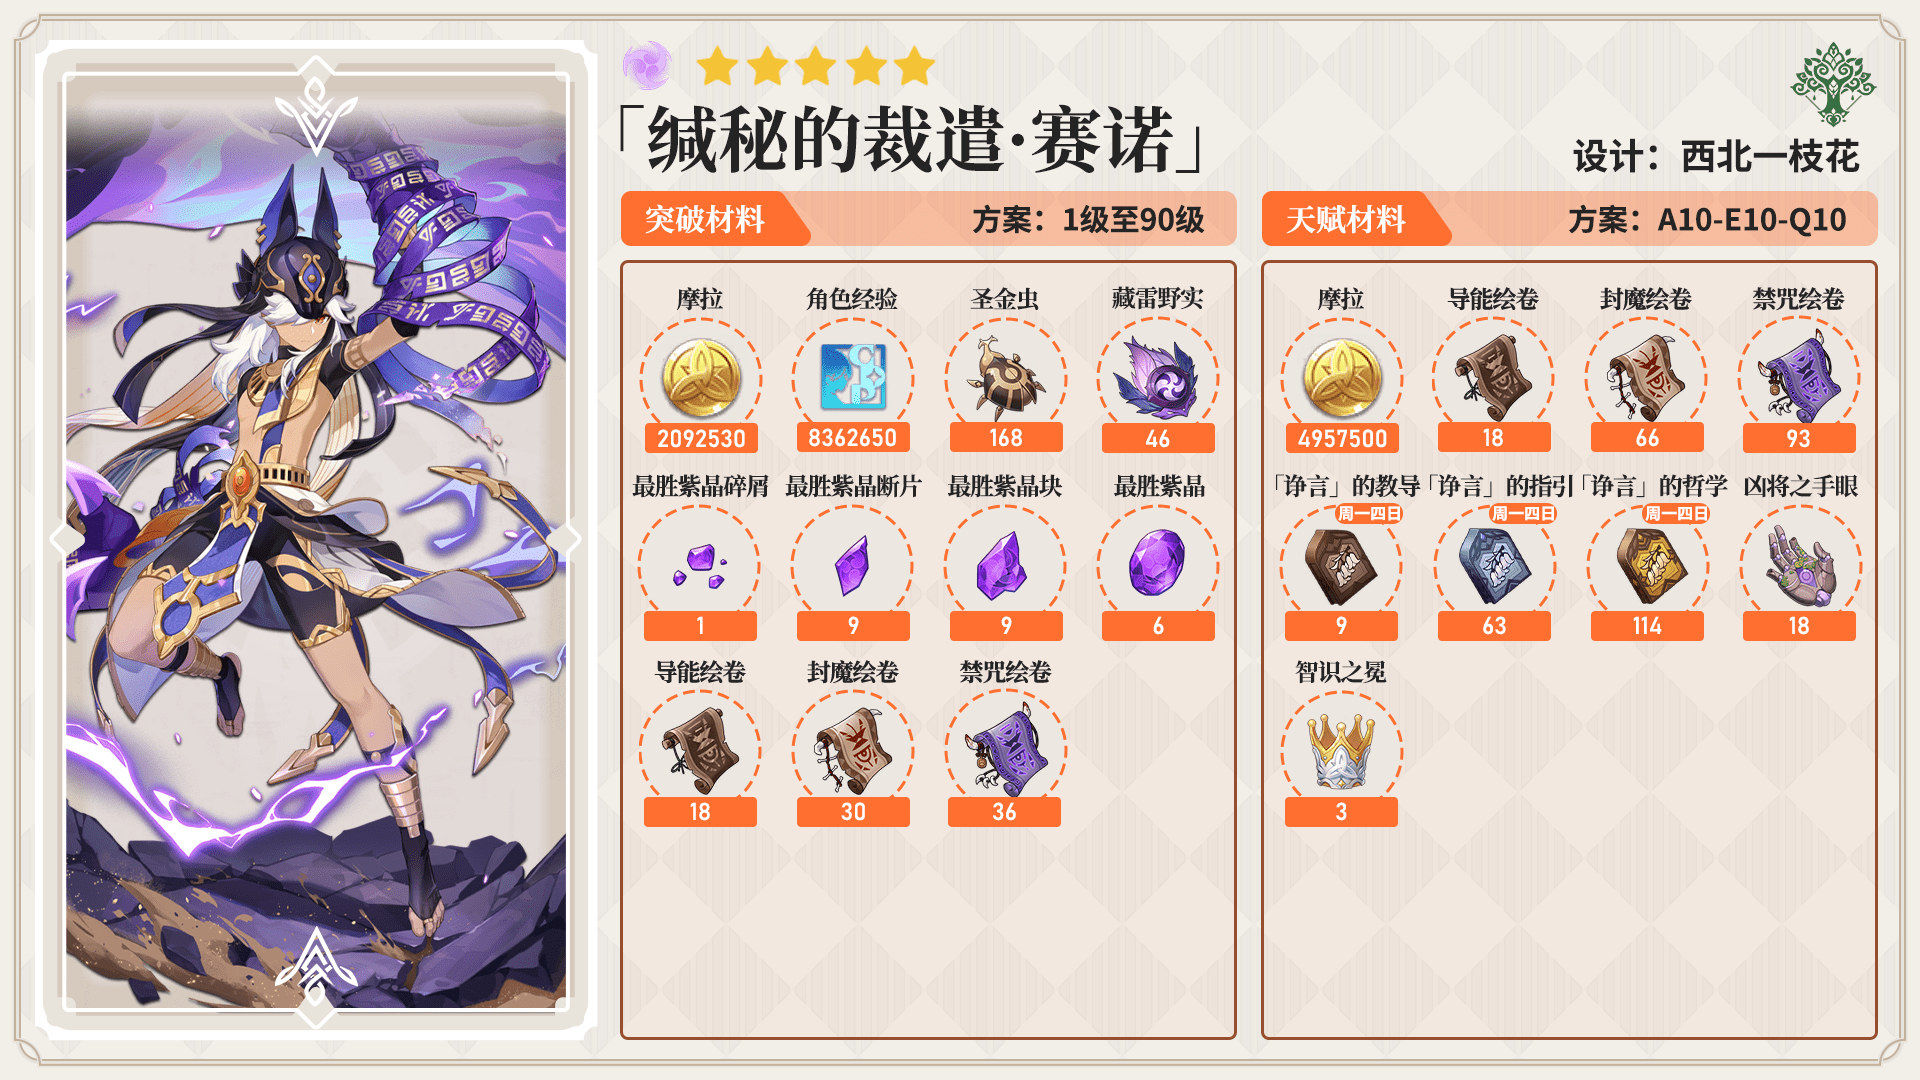 「缄秘的裁遣·赛诺」
设计：西北一枝花
突破材料
方案：1级至90级
摩拉 角色经验 圣金虫 藏雷野实
2092530 8362650 168 46
最胜紫晶碎屑 最胜紫晶断片 最胜紫晶块 最胜紫晶
1 9 9 6
导能绘卷 封魔绘卷 禁咒绘卷
18 30 36
天赋材料
方案：A10-E10-Q10
摩拉 导能绘卷 封魔绘卷 禁咒绘卷
4957500 18 66 93
「诤言」的教导 「诤言」的指引 「诤言」的哲学 凶将之手眼
周一四日 周一四日 周一四日
9 63 114 18
智识之冕
3